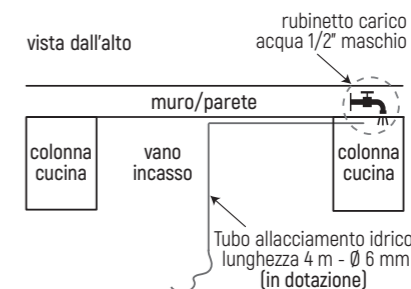 vista dall'alto
rubinetto carico
acqua 1/2" maschio
muro/parete
colonna
cucina
vano
incasso
colonna
cucina
Tubo allacciamento idrico
lunghezza 4 m - Ø 6 mm
(in dotazione)